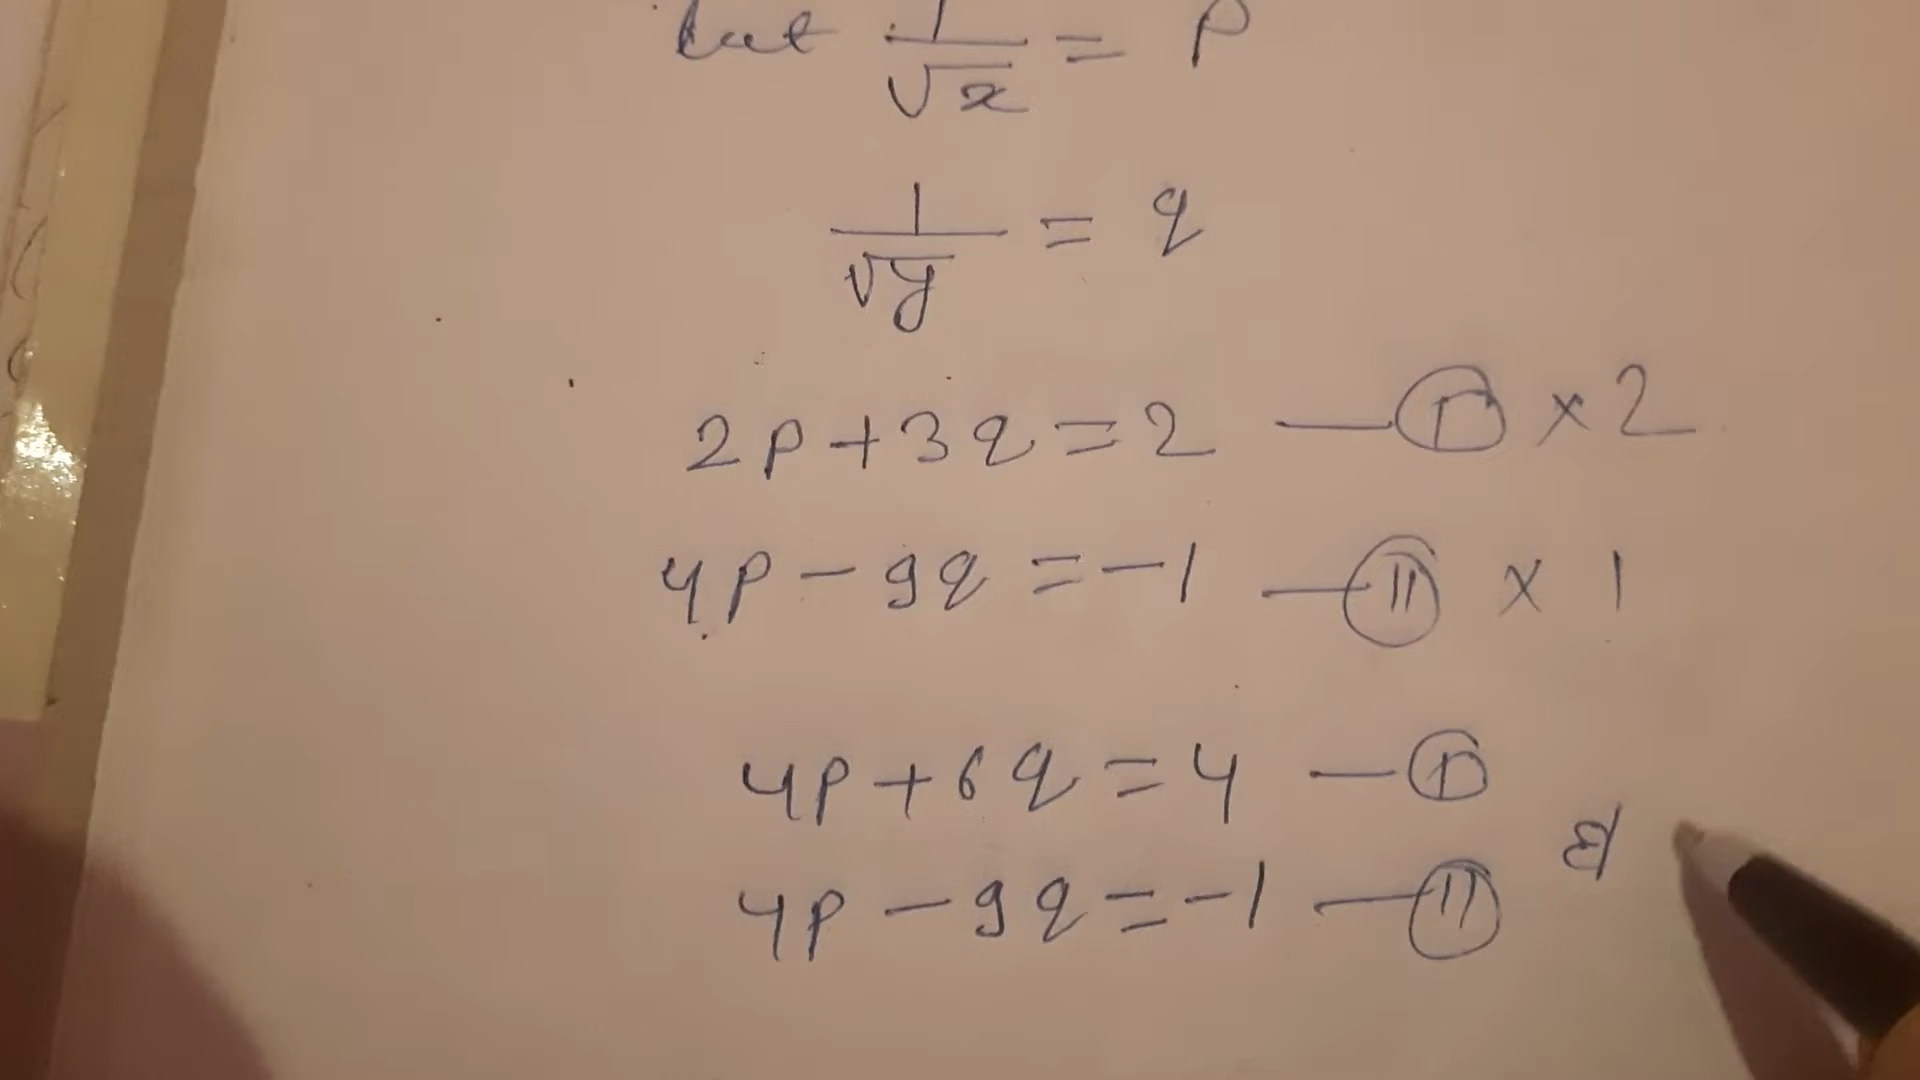 Let 1/√x = p
1/√y = q
2p+3q=2 —(I) ×2
4p-9q=-1 —(II) × 1
4p+6q=4 —(I)
4p-9q=-1 —(II)